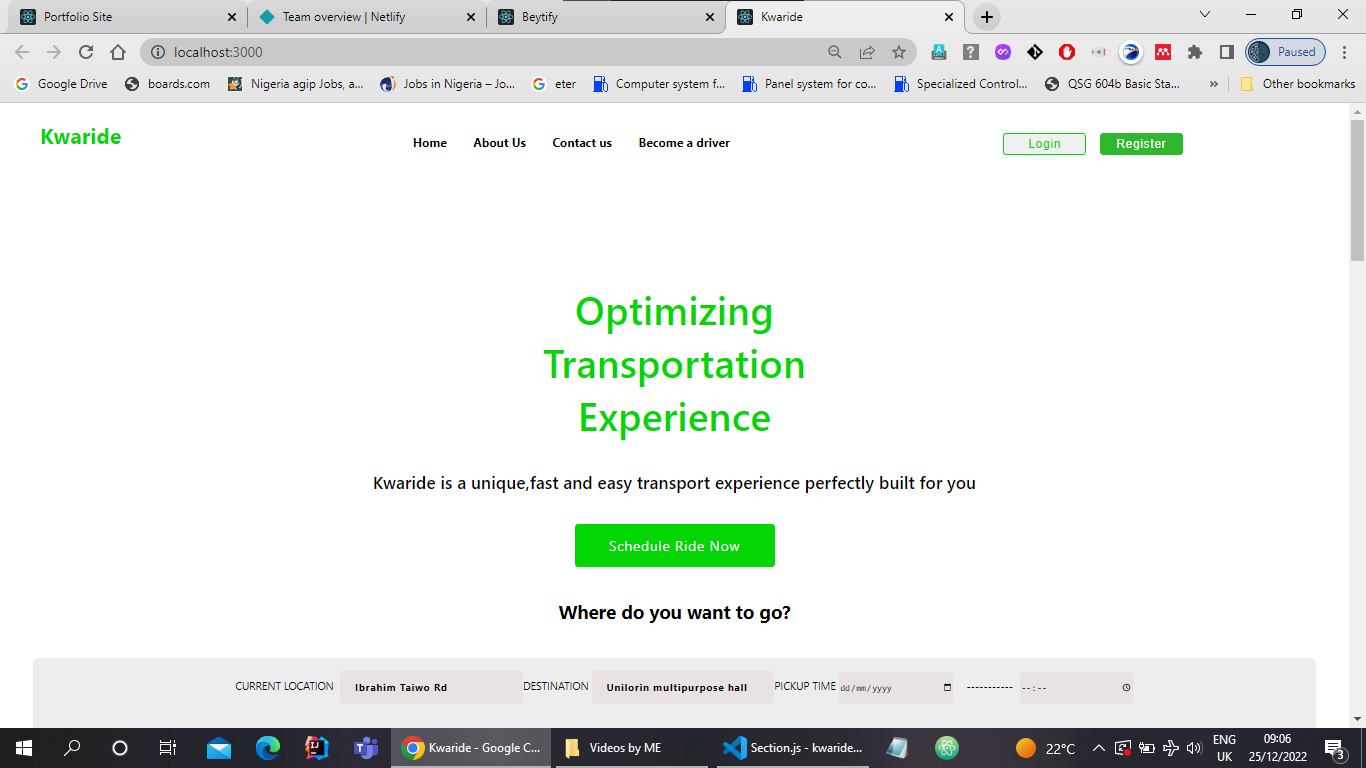 Portfolio Site
Team overview | Netlify
Beytify
Kwaride
localhost:3000
Paused
Google Drive
boards.com
Nigeria agip Jobs, a...
Jobs in Nigeria – Jo...
eter
Computer system f...
Panel system for co...
Specialized Control...
QSG 604b Basic Sta...
»
Other bookmarks
Kwaride
Home
About Us
Contact us
Become a driver
Login
Register
Optimizing
Transportation
Experience
Kwaride is a unique,fast and easy transport experience perfectly built for you
Schedule Ride Now
Where do you want to go?
CURRENT LOCATION
Ibrahim Taiwo Rd
DESTINATION
Unilorin multipurpose hall
PICKUP TIME
dd/mm/yyyy
-----------
--:--
Kwaride - Google C...
Videos by ME
Section.js - kwaride...
22°C
ENG
UK
09:06
25/12/2022
3